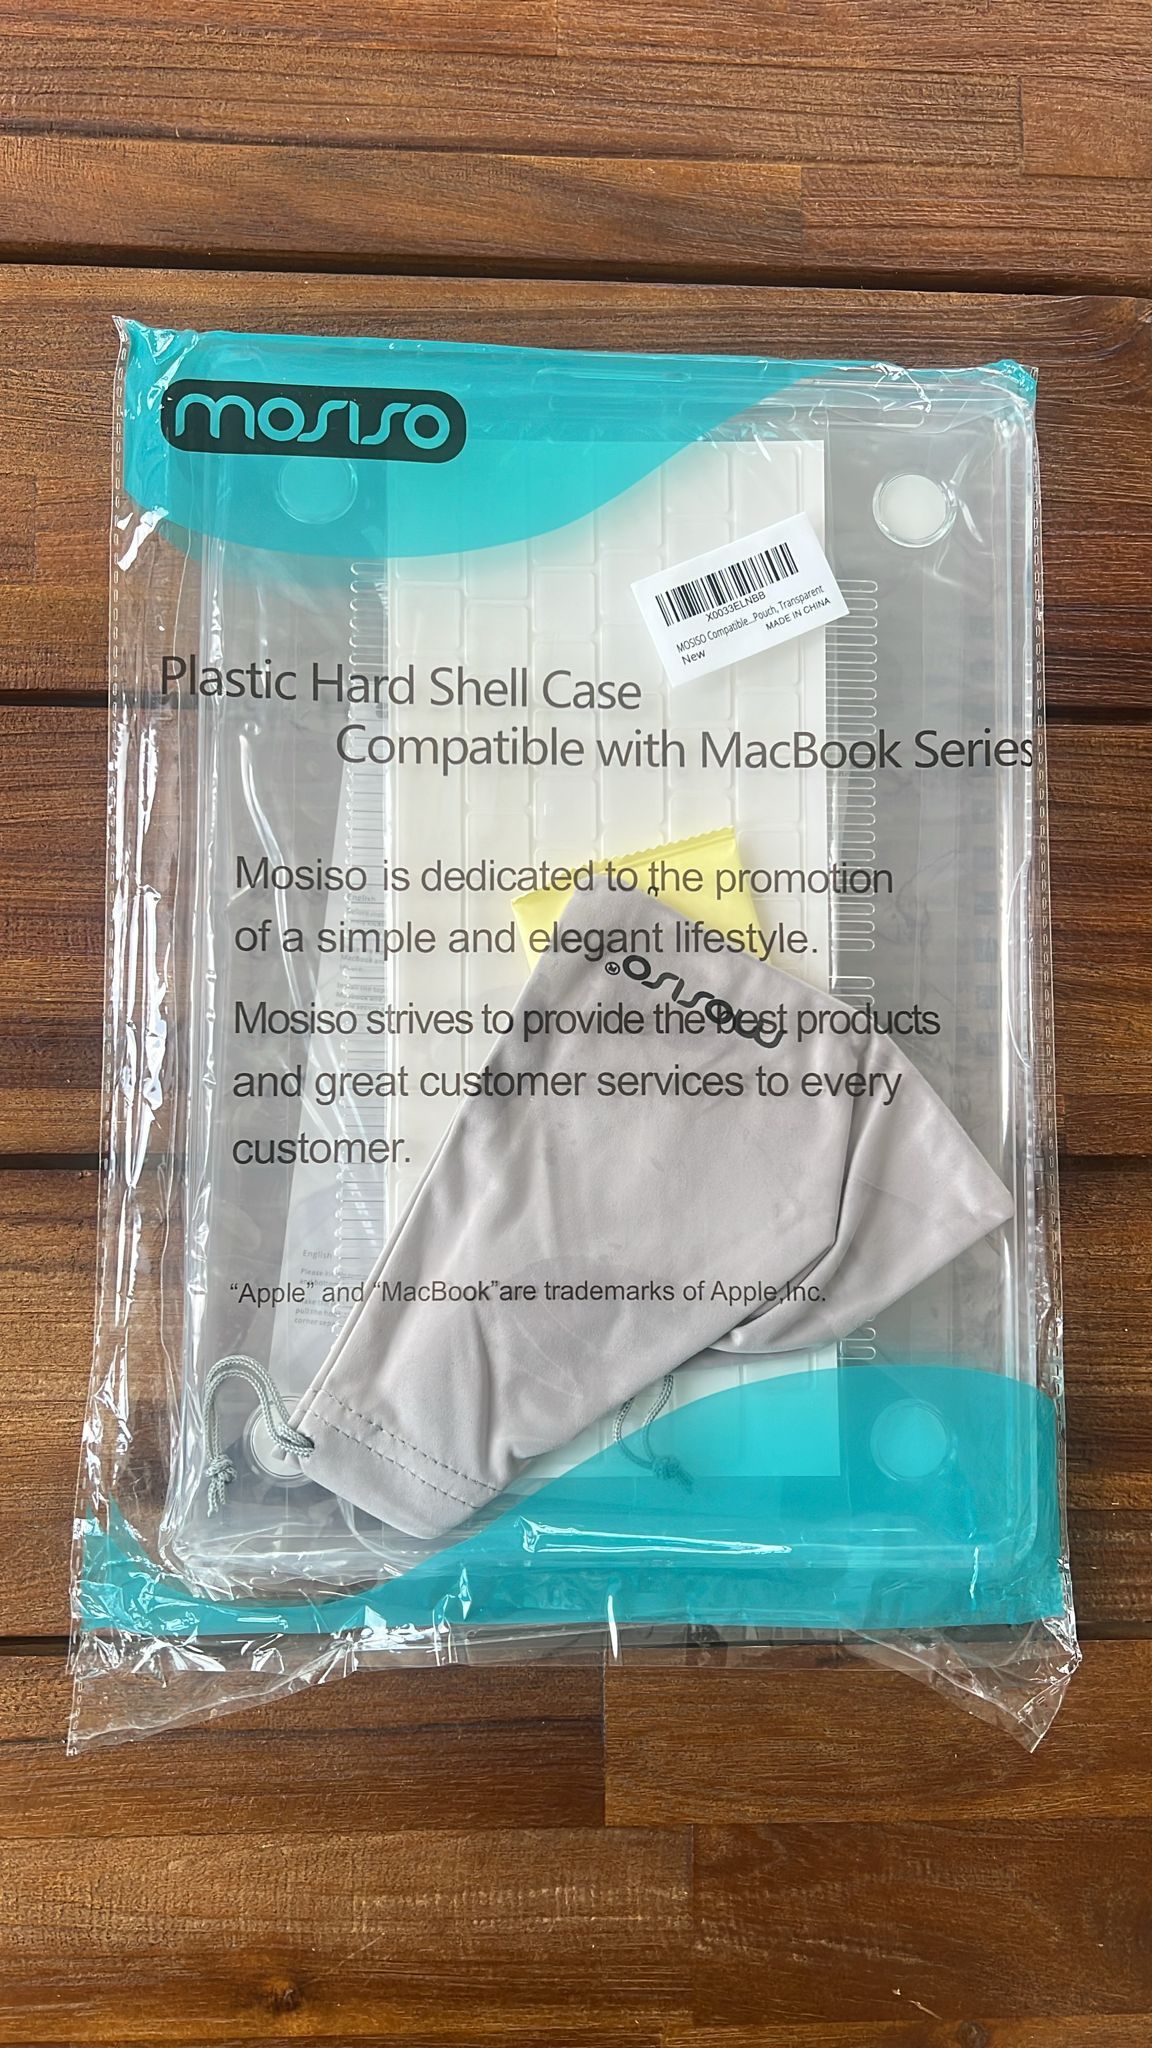 mosiso
X0033ELNBB
MOSISO Compatible...Pouch, Transparent
New
MADE IN CHINA
Plastic Hard Shell Case
Compatible with MacBook Series
Mosiso is dedicated to the promotion
of a simple and elegant lifestyle.
mosiso®
Mosiso strives to provide the best products
and great customer services to every
customer.
English
English
"Apple" and "MacBook"are trademarks of Apple,Inc.